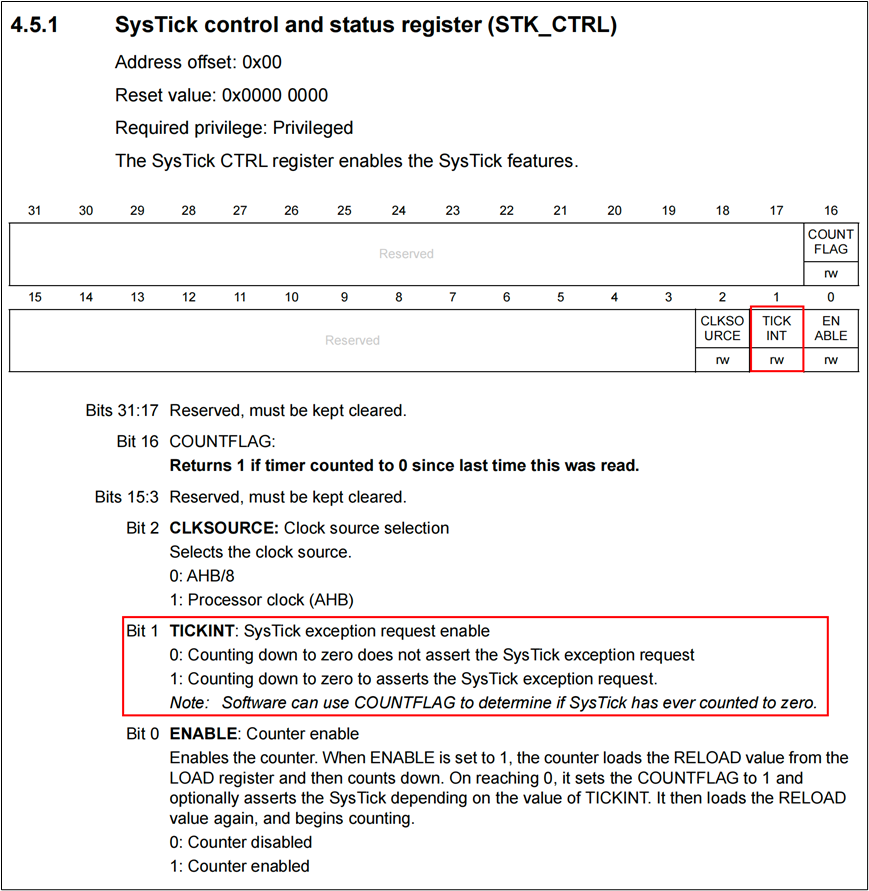 4.5.1 SysTick control and status register (STK_CTRL)
Address offset: 0x00
Reset value: 0x0000 0000
Required privilege: Privileged
The SysTick CTRL register enables the SysTick features.
31 30 29 28 27 26 25 24 23 22 21 20 19 18 17 16
Reserved
COUNT
FLAG
rw
15 14 13 12 11 10 9 8 7 6 5 4 3 2 1 0
Reserved
CLKSO TICK EN
URCE INT ABLE
rw rw rw
Bits 31:17 Reserved, must be kept cleared.
Bit 16 COUNTFLAG:
Returns 1 if timer counted to 0 since last time this was read.
Bits 15:3 Reserved, must be kept cleared.
Bit 2 CLKSOURCE: Clock source selection
Selects the clock source.
0: AHB/8
1: Processor clock (AHB)
Bit 1 TICKINT: SysTick exception request enable
0: Counting down to zero does not assert the SysTick exception request
1: Counting down to zero to asserts the SysTick exception request.
Note: Software can use COUNTFLAG to determine if SysTick has ever counted to zero.
Bit 0 ENABLE: Counter enable
Enables the counter. When ENABLE is set to 1, the counter loads the RELOAD value from the
LOAD register and then counts down. On reaching 0, it sets the COUNTFLAG to 1 and
optionally asserts the SysTick depending on the value of TICKINT. It then loads the RELOAD
value again, and begins counting.
0: Counter disabled
1: Counter enabled